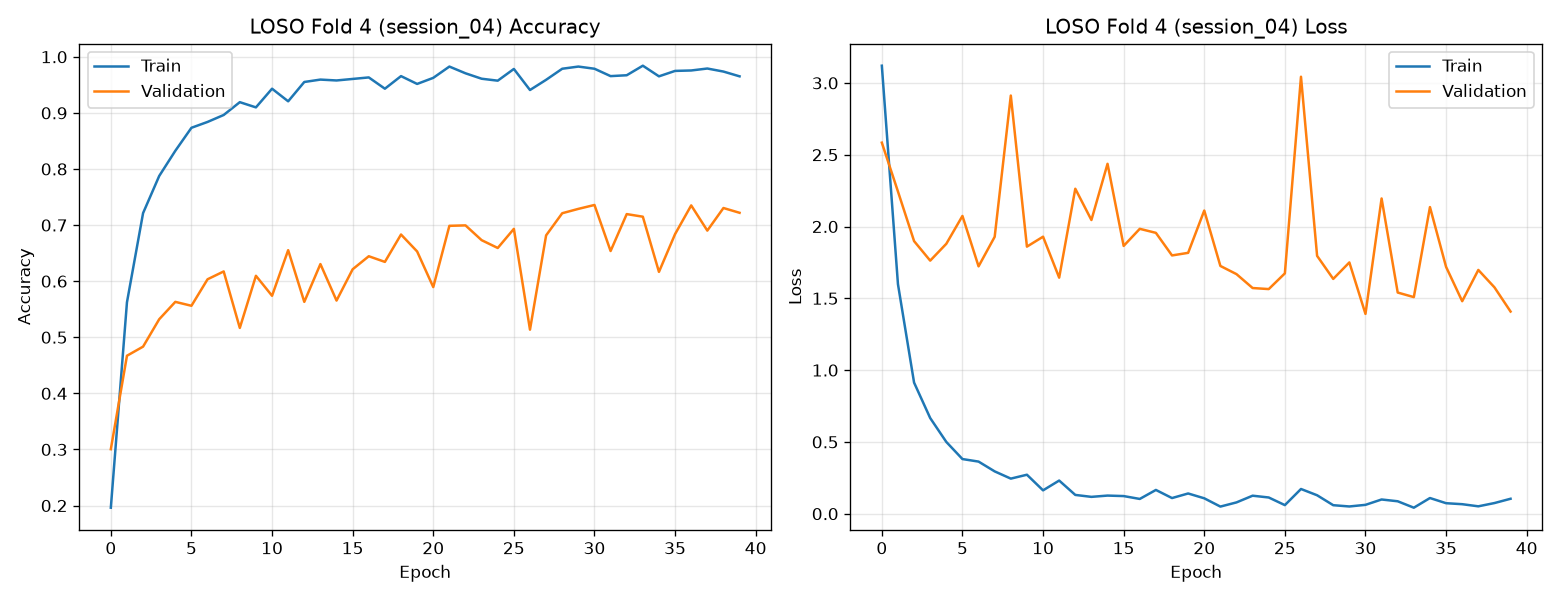 LOSO Fold 4 (session_04) Accuracy
Train
Validation
1.0
0.9
0.8
0.7
0.6
0.5
0.4
0.3
0.2
Accuracy
0 5 10 15 20 25 30 35 40
Epoch
LOSO Fold 4 (session_04) Loss
Train
Validation
3.0
2.5
2.0
1.5
1.0
0.5
0.0
Loss
0 5 10 15 20 25 30 35 40
Epoch